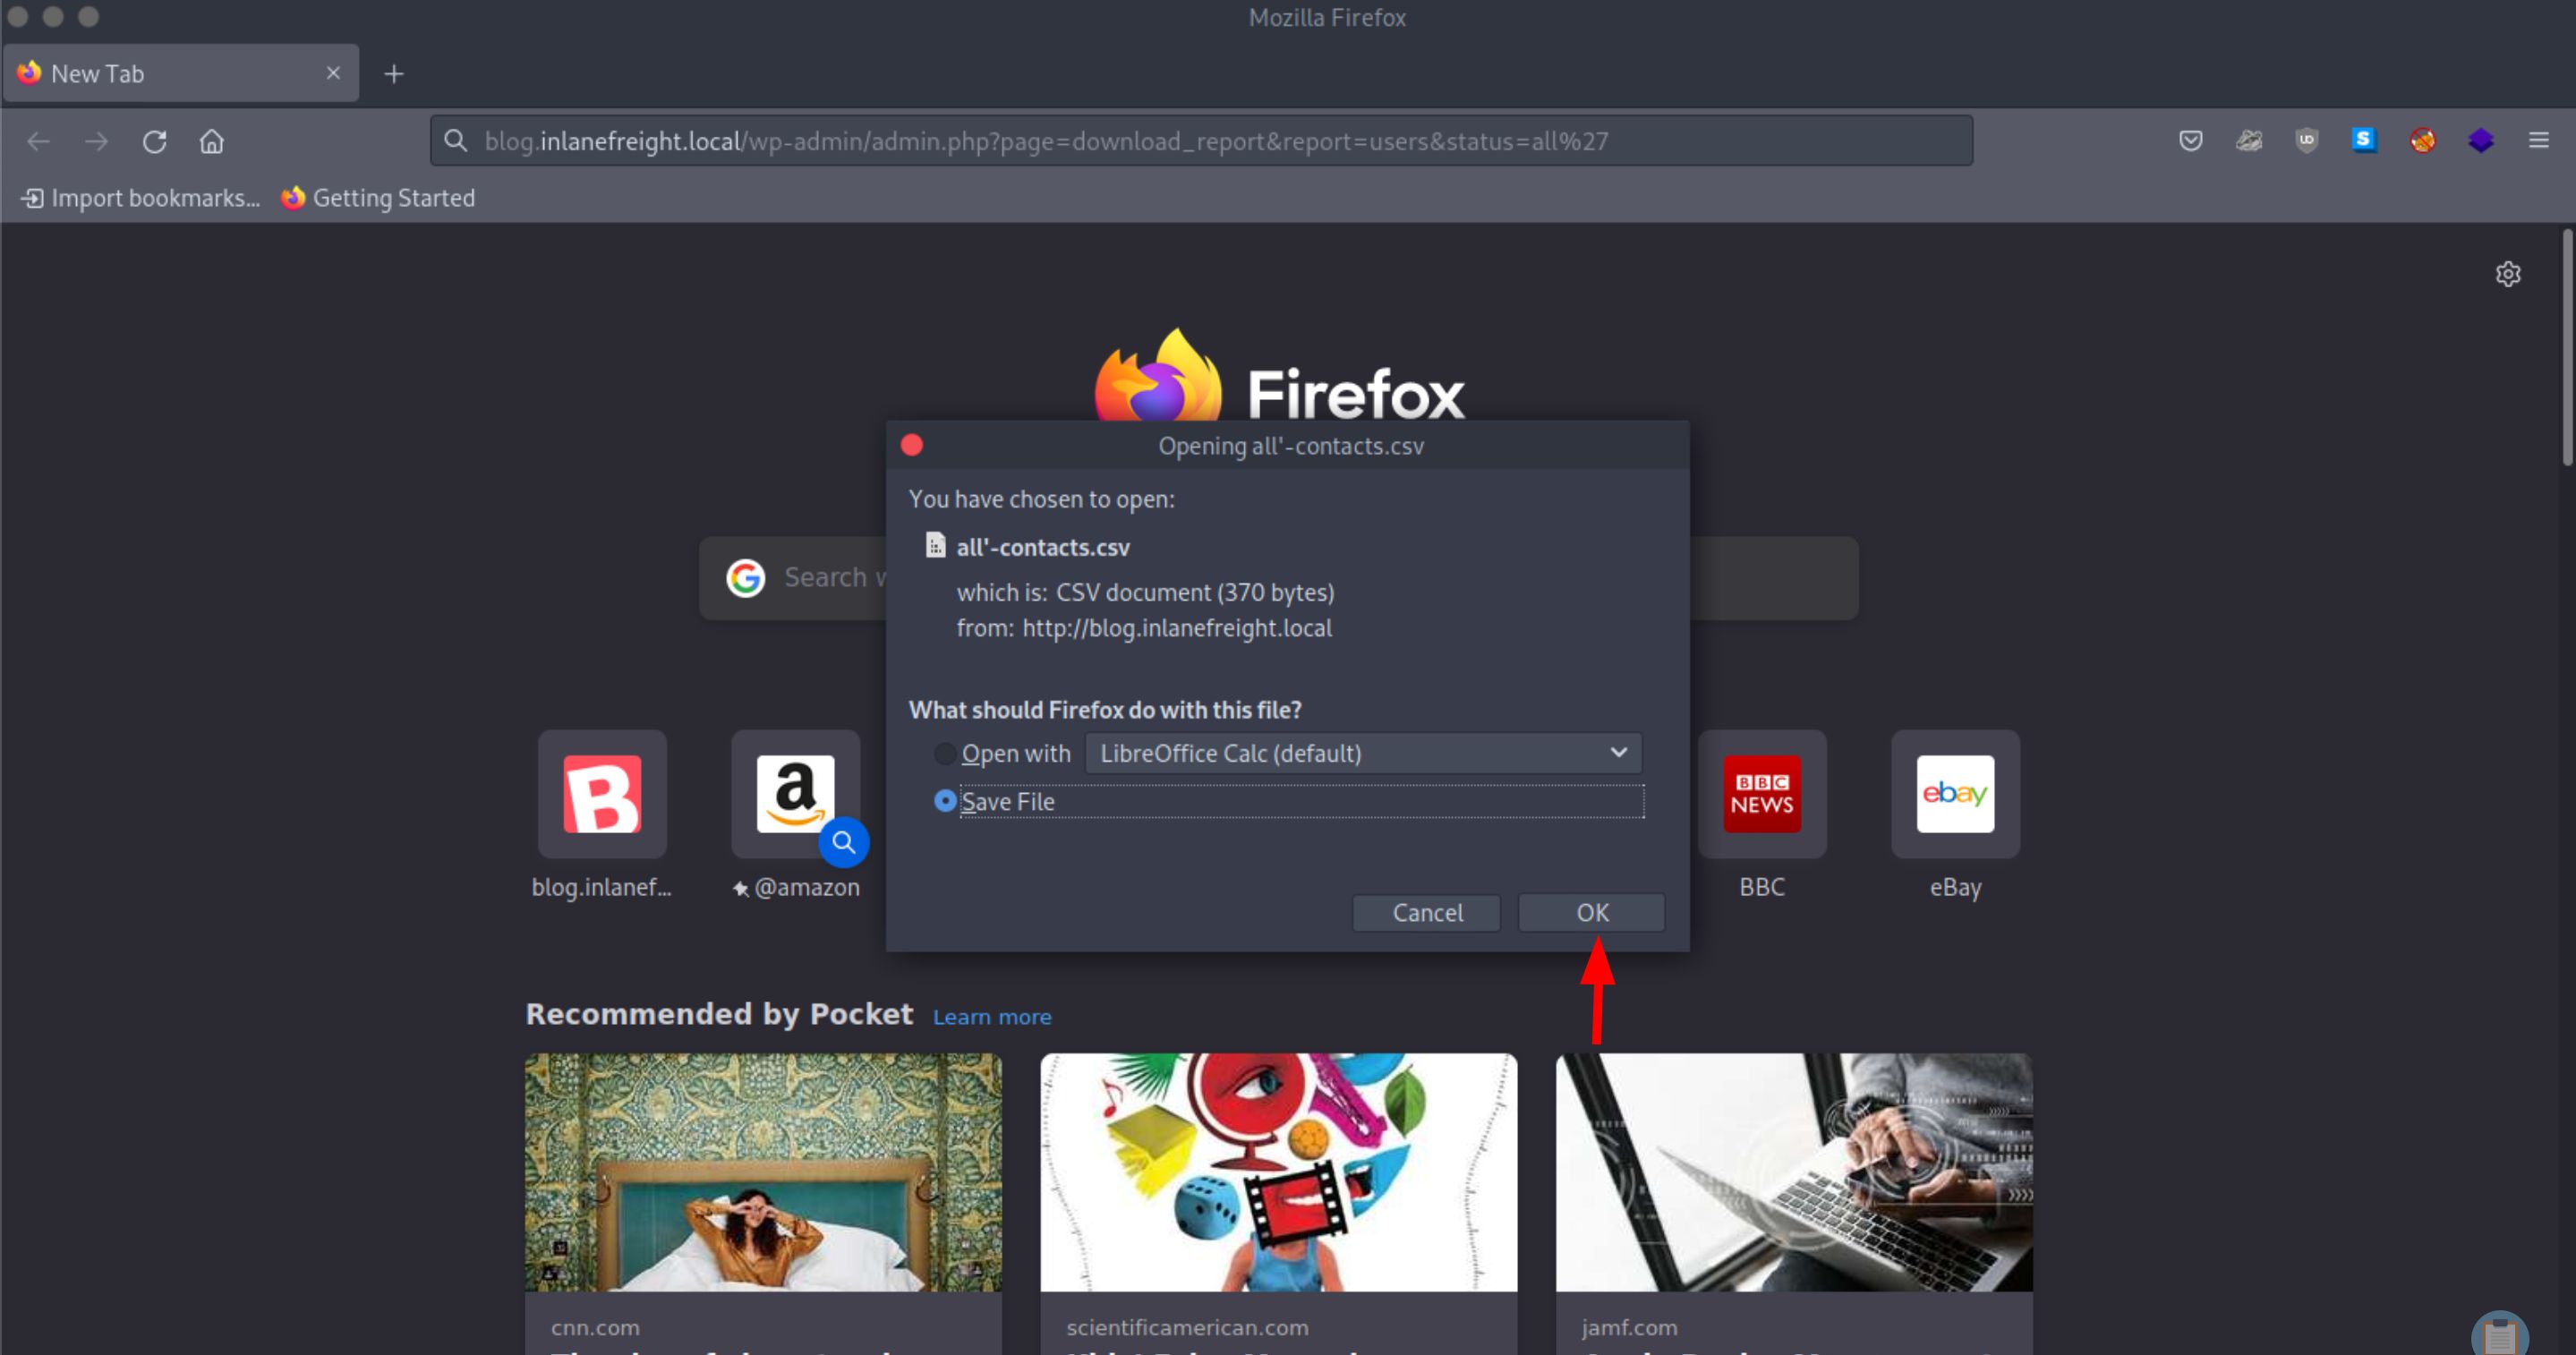 Mozilla Firefox
New Tab
blog.inlanefreight.local/wp-admin/admin.php?page=download_report&report=users&status=all%27
Import bookmarks... Getting Started
Firefox
Opening all'-contacts.csv
You have chosen to open:
all'-contacts.csv
Search
which is: CSV document (370 bytes)
from: http://blog.inlanefreight.local
What should Firefox do with this file?
Open with LibreOffice Calc (default)
Save File
BBC
NEWS
ebay
blog.inlanef... @amazon BBC eBay
Cancel OK
Recommended by Pocket Learn more
cnn.com scientificamerican.com jamf.com